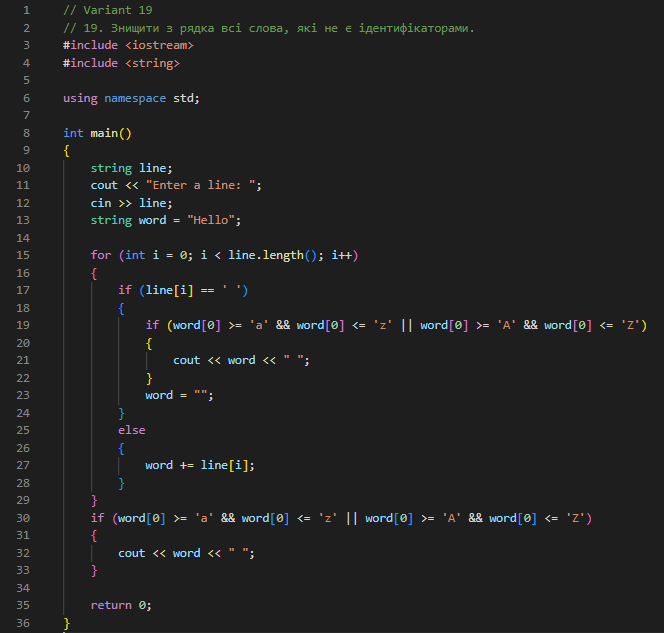 1 // Variant 19
2 // 19. Знищити з рядка всі слова, які не є ідентифікаторами.
3 #include <iostream>
4 #include <string>
5
6 using namespace std;
7
8 int main()
9 {
10 string line;
11 cout << "Enter a line: ";
12 cin >> line;
13 string word = "Hello";
14
15 for (int i = 0; i < line.length(); i++)
16 {
17 if (line[i] == ' ')
18 {
19 if (word[0] >= 'a' && word[0] <= 'z' || word[0] >= 'A' && word[0] <= 'Z')
20 {
21 cout << word << " ";
22 }
23 word = "";
24 }
25 else
26 {
27 word += line[i];
28 }
29 }
30 if (word[0] >= 'a' && word[0] <= 'z' || word[0] >= 'A' && word[0] <= 'Z')
31 {
32 cout << word << " ";
33 }
34
35 return 0;
36 }